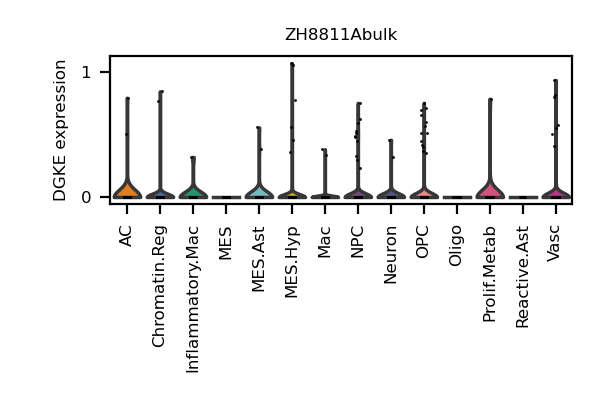 ZH8811Abulk
DGKE expression
1
0
AC
Chromatin.Reg
Inflammatory.Mac
MES
MES.Ast
MES.Hyp
Mac
NPC
Neuron
OPC
Oligo
Prolif.Metab
Reactive.Ast
Vasc